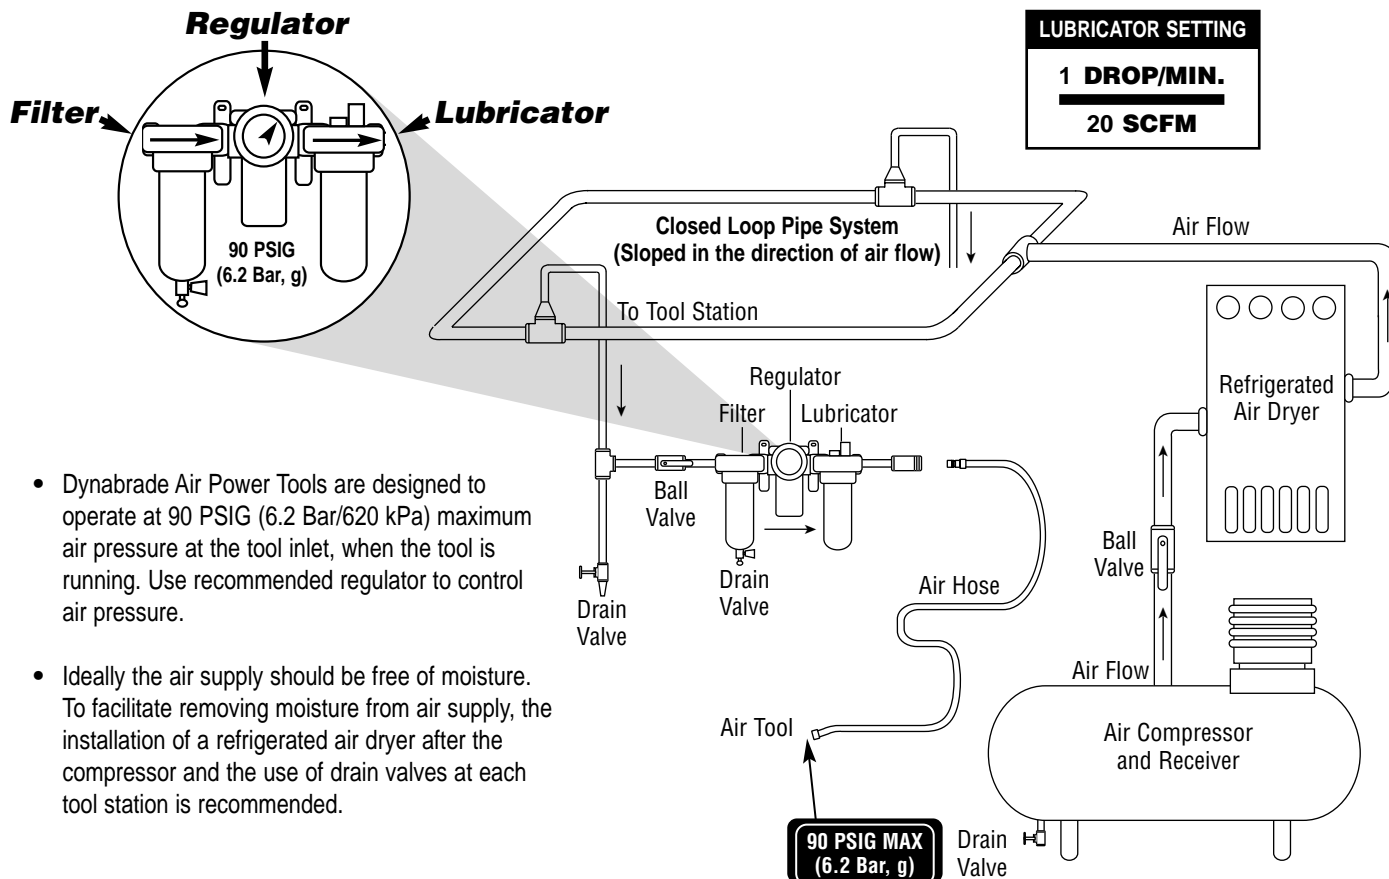 Regulator
Filter
Lubricator
90 PSIG
(6.2 Bar, g)
LUBRICATOR SETTING
1 DROP/MIN.
20 SCFM
Closed Loop Pipe System
(Sloped in the direction of air flow)
Air Flow
To Tool Station
Refrigerated
Air Dryer
Regulator
Filter
Lubricator
Ball
Valve
Drain
Valve
Drain
Valve
Air Hose
Ball
Valve
Air Flow
Air Tool
Air Compressor
and Receiver
90 PSIG MAX
(6.2 Bar, g)
Drain
Valve
• Dynabrade Air Power Tools are designed to
operate at 90 PSIG (6.2 Bar/620 kPa) maximum
air pressure at the tool inlet, when the tool is
running. Use recommended regulator to control
air pressure.
• Ideally the air supply should be free of moisture.
To facilitate removing moisture from air supply, the
installation of a refrigerated air dryer after the
compressor and the use of drain valves at each
tool station is recommended.